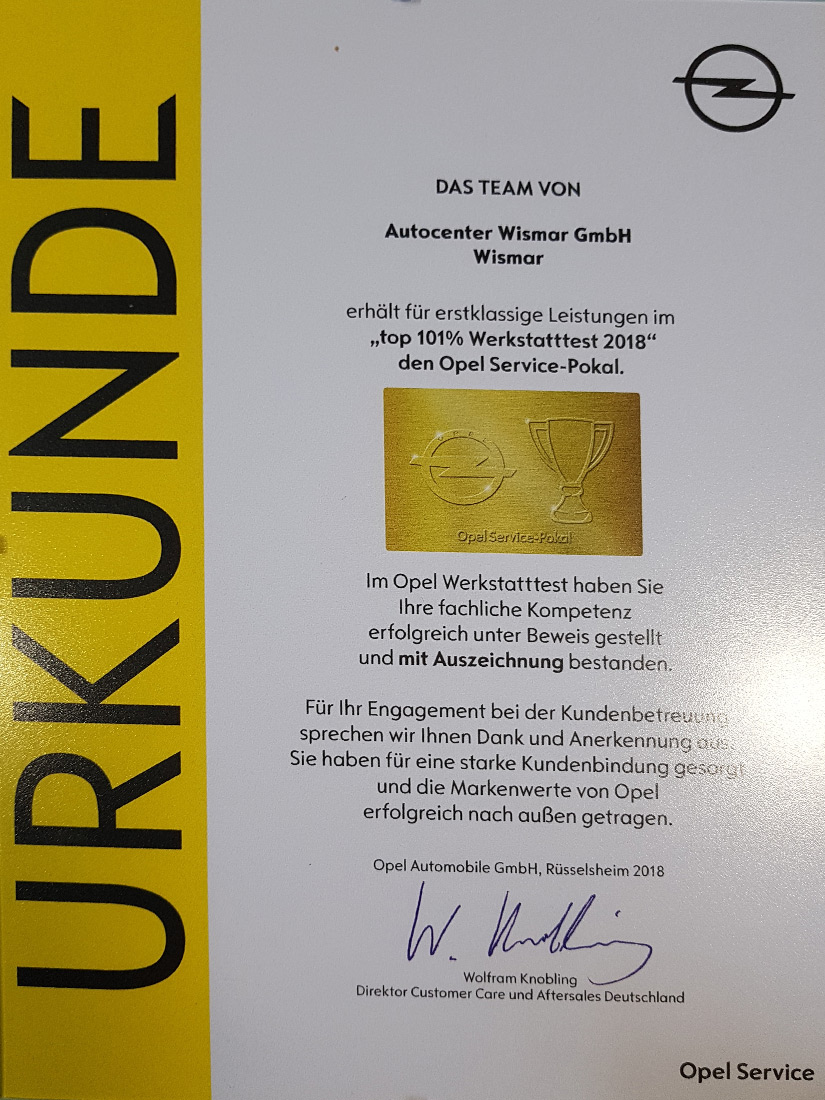 URKUNDE
DAS TEAM VON
Autocenter Wismar GmbH
Wismar
erhält für erstklassige Leistungen im
„top 101% Werkstatttest 2018“
den Opel Service-Pokal.
OPEL
Opel Service-Pokal
Im Opel Werkstatttest haben Sie
Ihre fachliche Kompetenz
erfolgreich unter Beweis gestellt
und mit Auszeichnung bestanden.
Für Ihr Engagement bei der Kundenbetreuung
sprechen wir Ihnen Dank und Anerkennung aus.
Sie haben für eine starke Kundenbindung gesorgt
und die Markenwerte von Opel
erfolgreich nach außen getragen.
Opel Automobile GmbH, Rüsselsheim 2018
W. Knobling
Wolfram Knobling
Direktor Customer Care und Aftersales Deutschland
Opel Service